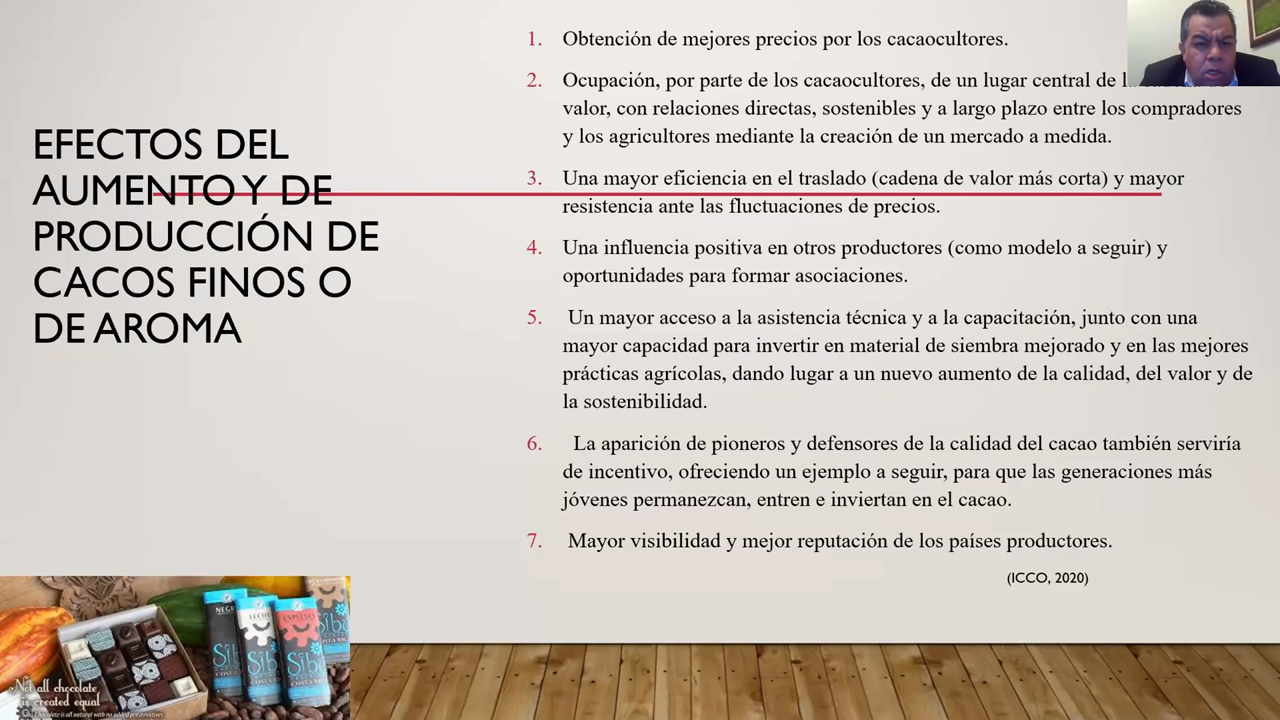 EFECTOS DEL
AUMENTO Y DE
PRODUCCIÓN DE
CACOS FINOS O
DE AROMA
1. Obtención de mejores precios por los cacaocultores.
2. Ocupación, por parte de los cacaocultores, de un lugar central de
valor, con relaciones directas, sostenibles y a largo plazo entre los compradores
y los agricultores mediante la creación de un mercado a medida.
3. Una mayor eficiencia en el traslado (cadena de valor más corta) y mayor
resistencia ante las fluctuaciones de precios.
4. Una influencia positiva en otros productores (como modelo a seguir) y
oportunidades para formar asociaciones.
5. Un mayor acceso a la asistencia técnica y a la capacitación, junto con una
mayor capacidad para invertir en material de siembra mejorado y en las mejores
prácticas agrícolas, dando lugar a un nuevo aumento de la calidad, del valor y de
la sostenibilidad.
6. La aparición de pioneros y defensores de la calidad del cacao también serviría
de incentivo, ofreciendo un ejemplo a seguir, para que las generaciones más
jóvenes permanezcan, entren e inviertan en el cacao.
7. Mayor visibilidad y mejor reputación de los países productores.
(ICCO, 2020)
Not all chocolate
is created equal
Sibú Chocolate is all natural with no added preservatives